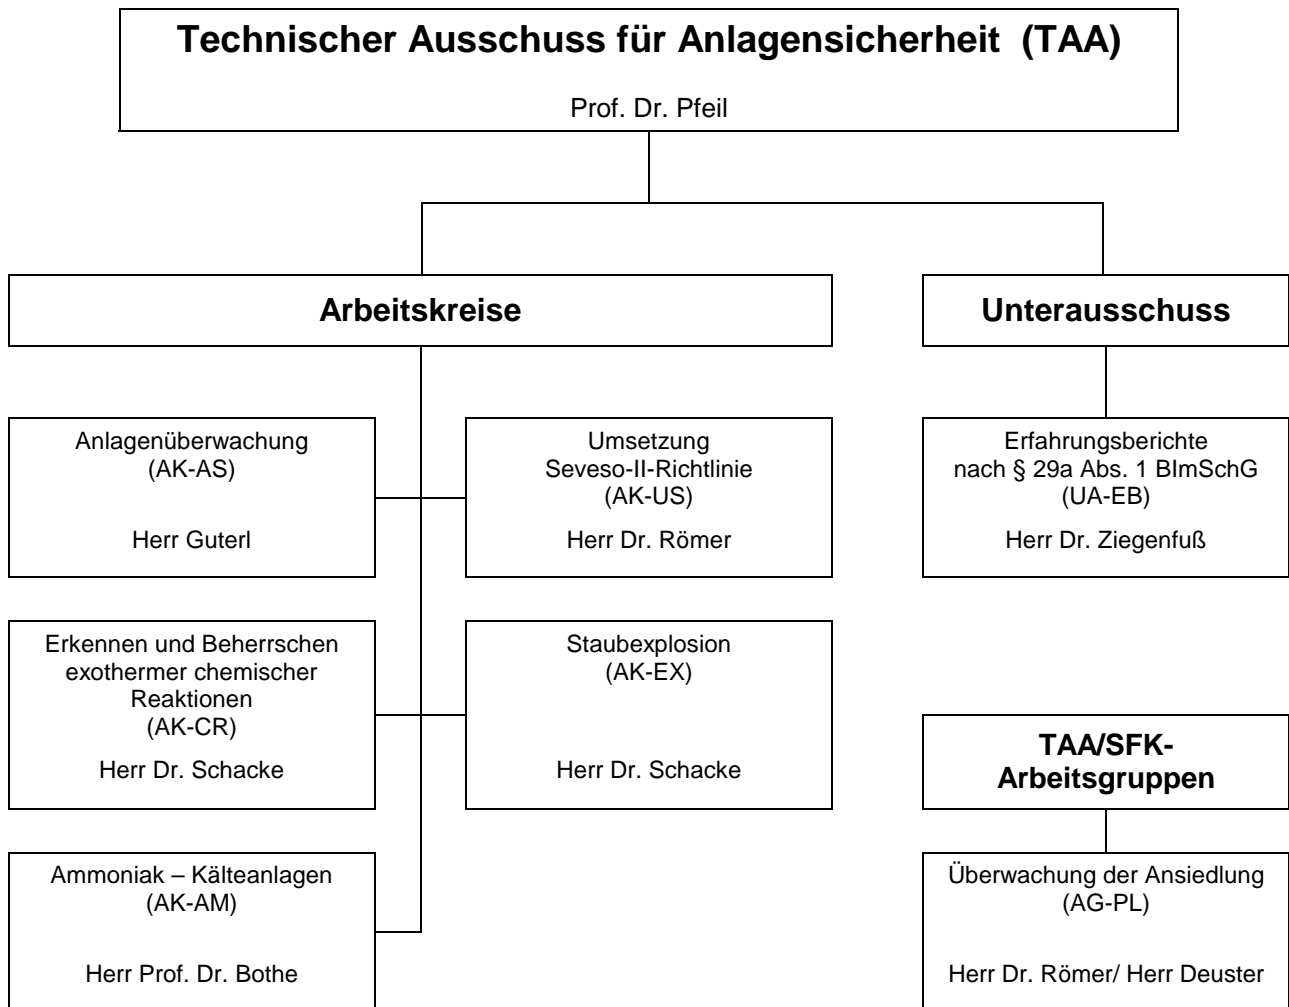 Technischer Ausschuss für Anlagensicherheit (TAA)
Prof. Dr. Pfeil
Arbeitskreise
Unterausschuss
Anlagenüberwachung
(AK-AS)
Herr Guterl
Umsetzung
Seveso-II-Richtlinie
(AK-US)
Herr Dr. Römer
Erfahrungsberichte
nach § 29a Abs. 1 BImSchG
(UA-EB)
Herr Dr. Ziegenfuß
Erkennen und Beherrschen
exothermer chemischer
Reaktionen
(AK-CR)
Herr Dr. Schacke
Staubexplosion
(AK-EX)
Herr Dr. Schacke
TAA/SFK-
Arbeitsgruppen
Ammoniak – Kälteanlagen
(AK-AM)
Herr Prof. Dr. Bothe
Überwachung der Ansiedlung
(AG-PL)
Herr Dr. Römer/ Herr Deuster